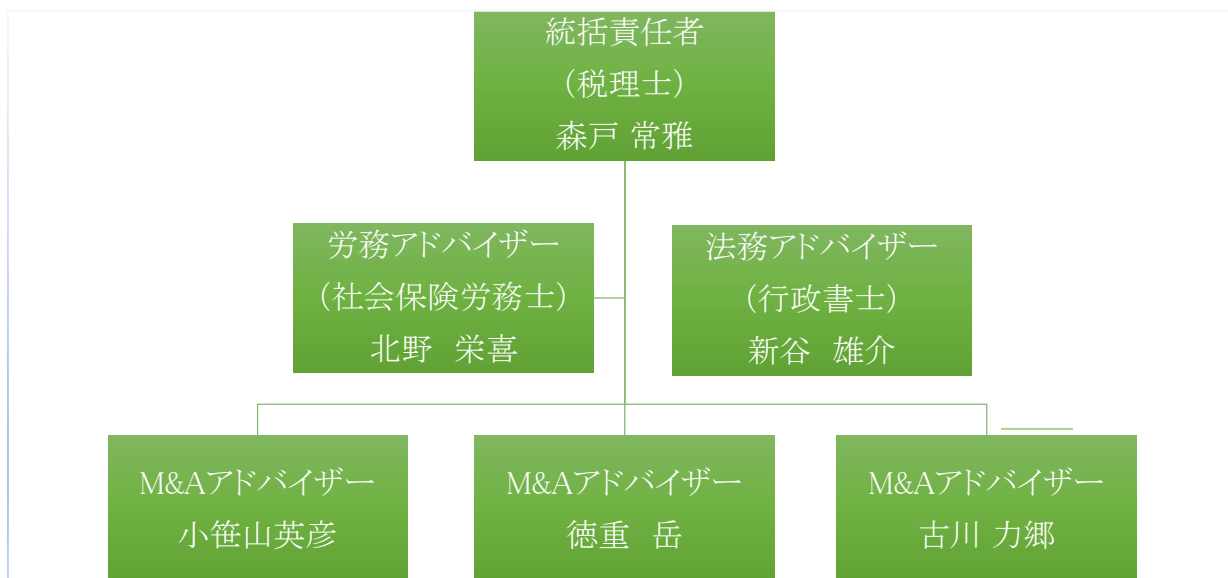 統括責任者
（税理士）
森戸 常雅
労務アドバイザー
（社会保険労務士）
北野　栄喜
法務アドバイザー
（行政書士）
新谷　雄介
M&Aアドバイザー
小笹山英彦
M&Aアドバイザー
徳重　岳
M&Aアドバイザー
古川 力郷